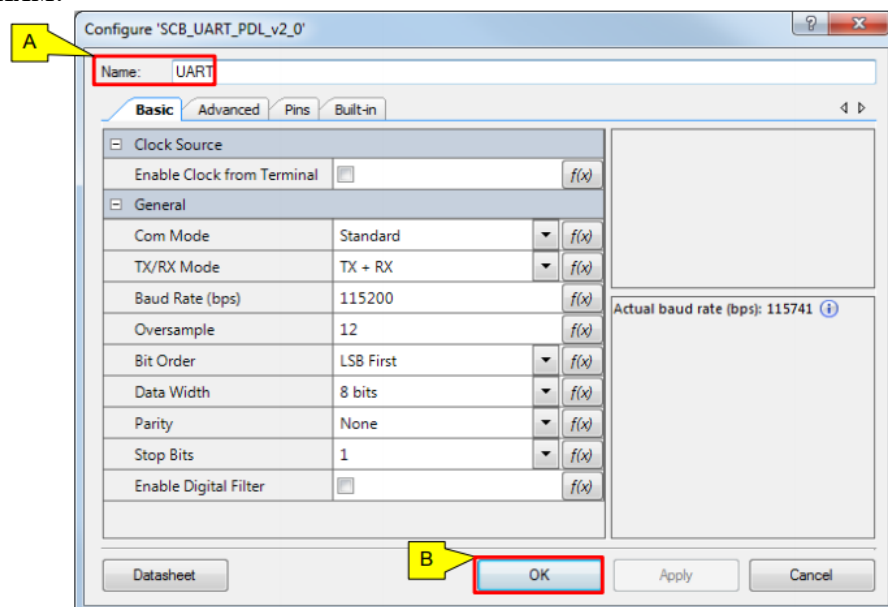 Configure 'SCB_UART_PDL_v2_0'
A
Name: UART
Basic Advanced Pins Built-in
Clock Source
Enable Clock from Terminal f(x)
General
Com Mode Standard f(x)
TX/RX Mode TX + RX f(x)
Baud Rate (bps) 115200 f(x)
Actual baud rate (bps): 115741
Oversample 12 f(x)
Bit Order LSB First f(x)
Data Width 8 bits f(x)
Parity None f(x)
Stop Bits 1 f(x)
Enable Digital Filter f(x)
B
Datasheet OK Apply Cancel